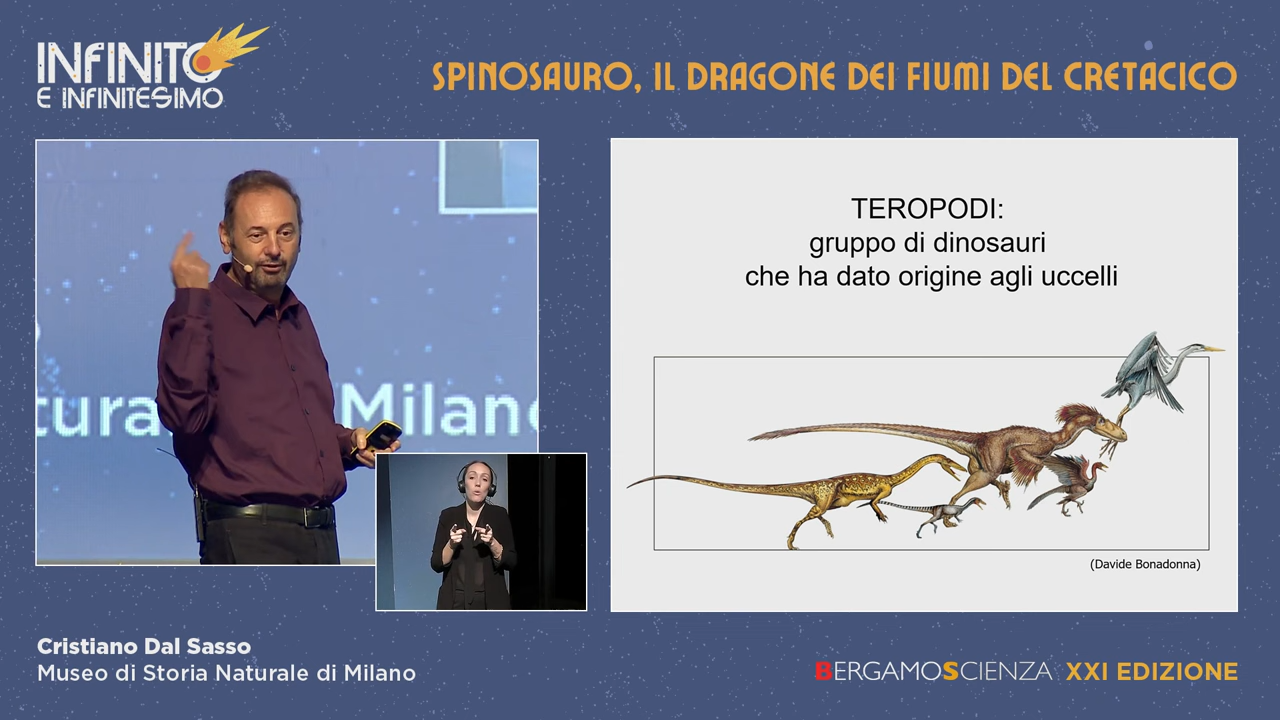 INFINITO
E INFINITESIMO
SPINOSAURO, IL DRAGONE DEI FIUMI DEL CRETACICO
tura
Milano
TEROPODI:
gruppo di dinosauri
che ha dato origine agli uccelli
(Davide Bonadonna)
Cristiano Dal Sasso
Museo di Storia Naturale di Milano
BERGAMOSCIENZA XXI EDIZIONE